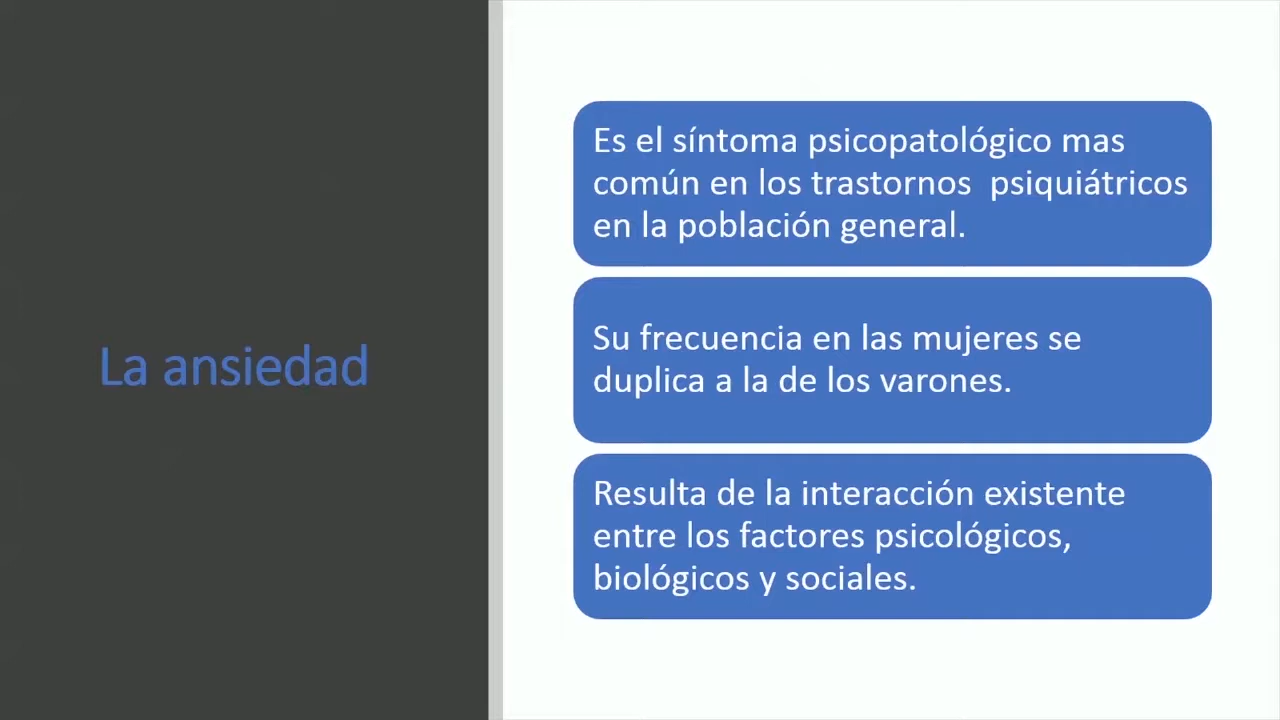 La ansiedad
Es el síntoma psicopatológico mas
común en los trastornos  psiquiátricos
en la población general.
Su frecuencia en las mujeres se
duplica a la de los varones.
Resulta de la interacción existente
entre los factores psicológicos,
biológicos y sociales.